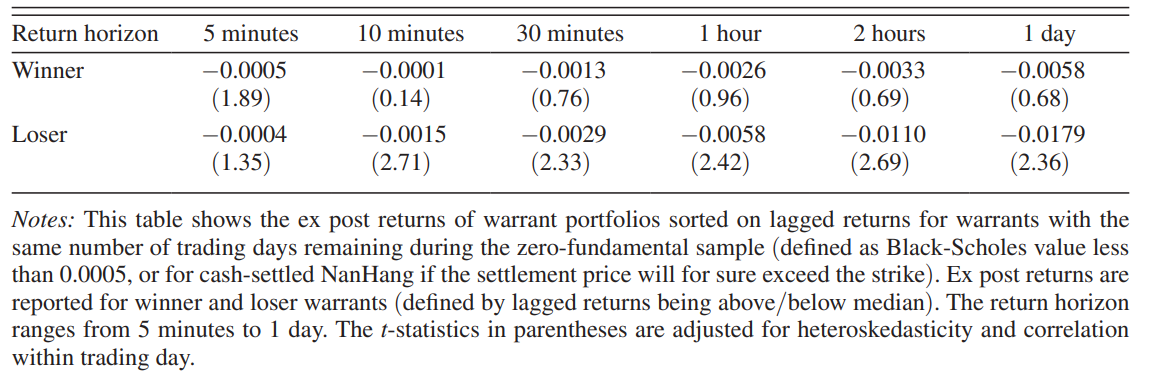 Return horizon 5 minutes 10 minutes 30 minutes 1 hour 2 hours 1 day
Winner −0.0005 −0.0001 −0.0013 −0.0026 −0.0033 −0.0058
(1.89) (0.14) (0.76) (0.96) (0.69) (0.68)
Loser −0.0004 −0.0015 −0.0029 −0.0058 −0.0110 −0.0179
(1.35) (2.71) (2.33) (2.42) (2.69) (2.36)
Notes: This table shows the ex post returns of warrant portfolios sorted on lagged returns for warrants with the
same number of trading days remaining during the zero-fundamental sample (defined as Black-Scholes value less
than 0.0005, or for cash-settled NanHang if the settlement price will for sure exceed the strike). Ex post returns are
reported for winner and loser warrants (defined by lagged returns being above/below median). The return horizon
ranges from 5 minutes to 1 day. The t-statistics in parentheses are adjusted for heteroskedasticity and correlation
within trading day.